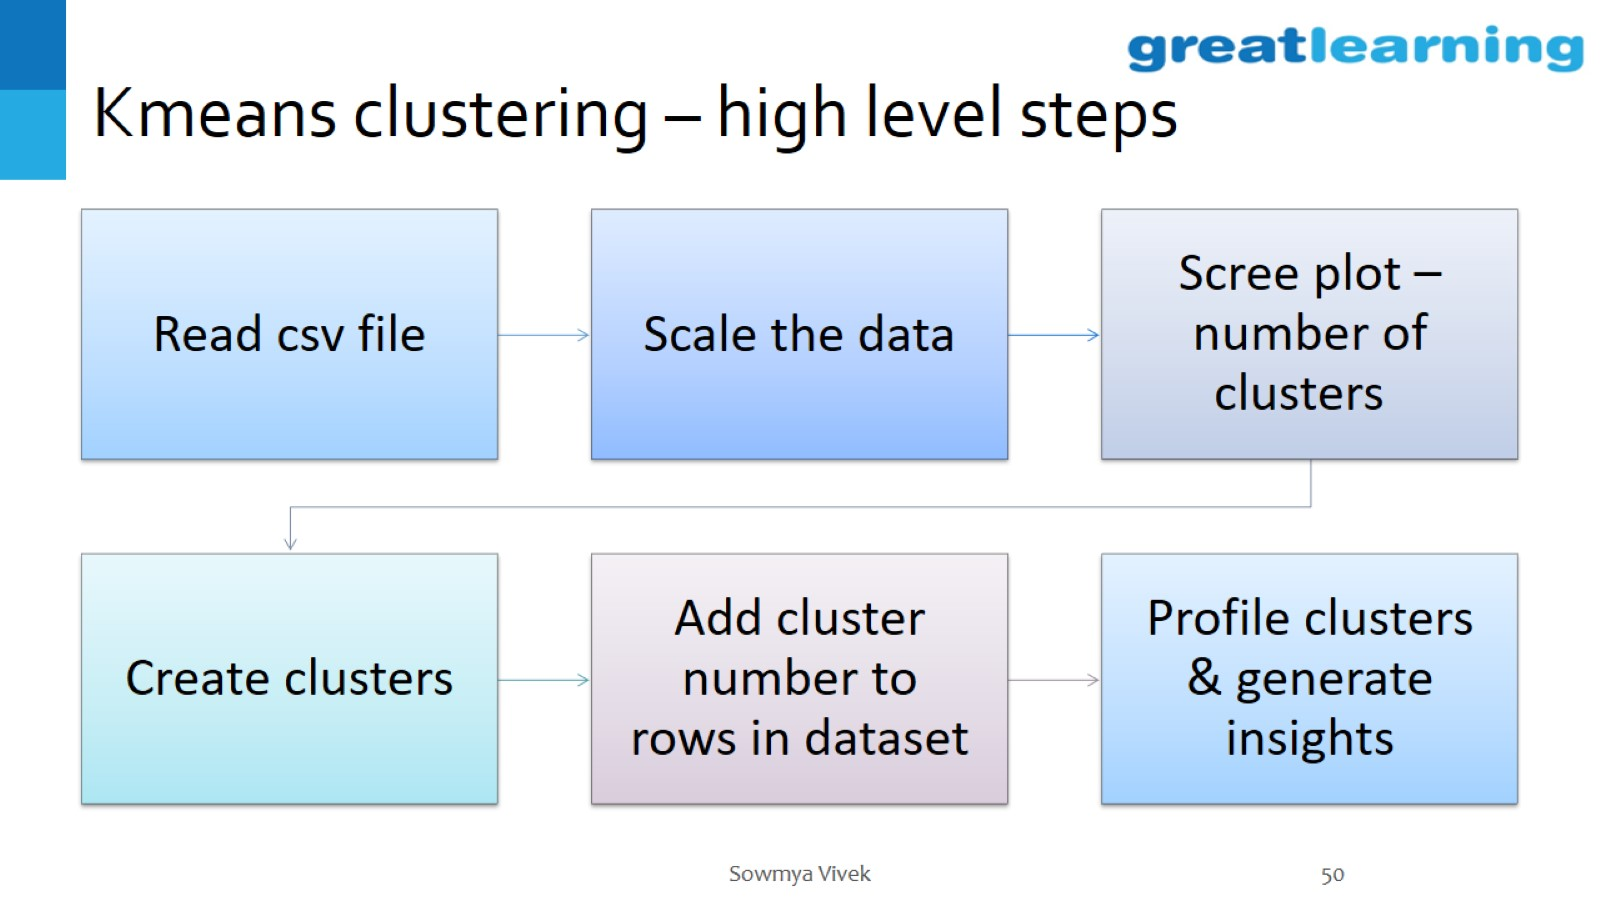 greatlearning
Kmeans clustering – high level steps
Read csv file
Scale the data
Scree plot –
number of
clusters
Create clusters
Add cluster
number to
rows in dataset
Profile clusters
& generate
insights
Sowmya Vivek
50